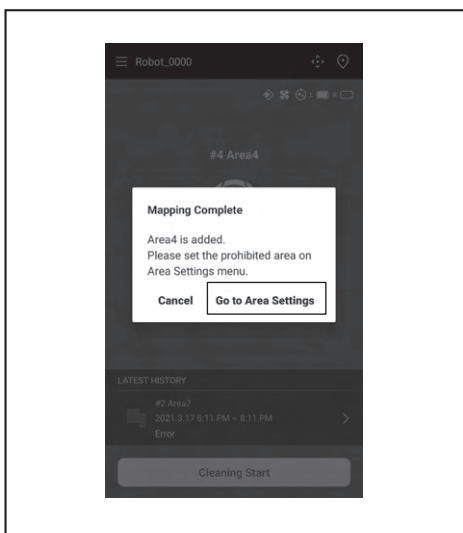 Robot_0000
L R
#4 Area4
Mapping Complete
Area4 is added.
Please set the prohibited area on
Area Settings menu.
Cancel Go to Area Settings
LATEST HISTORY
#2 Area2
2021.3.17 8:11 PM ~ 8:11 PM
Error
Cleaning Start